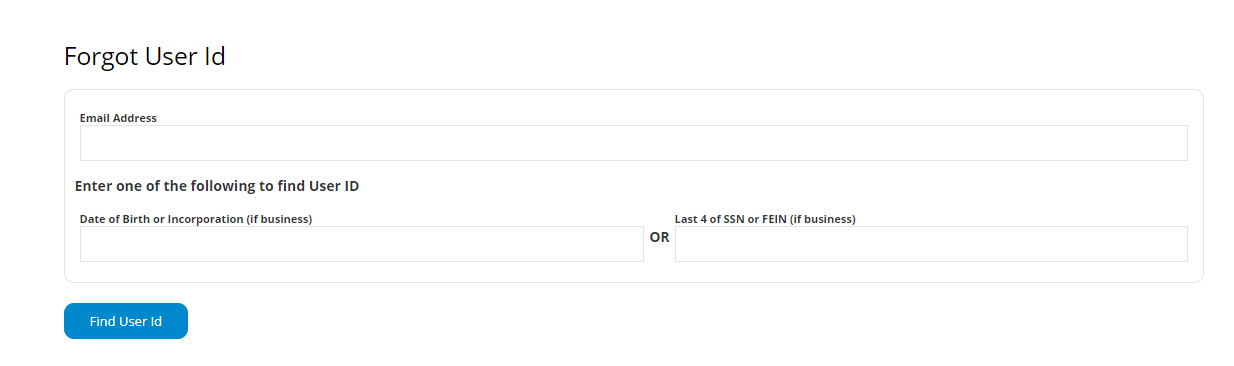 Forgot User Id
Email Address
Enter one of the following to find User ID
Date of Birth or Incorporation (if business)
OR
Last 4 of SSN or FEIN (if business)
Find User Id